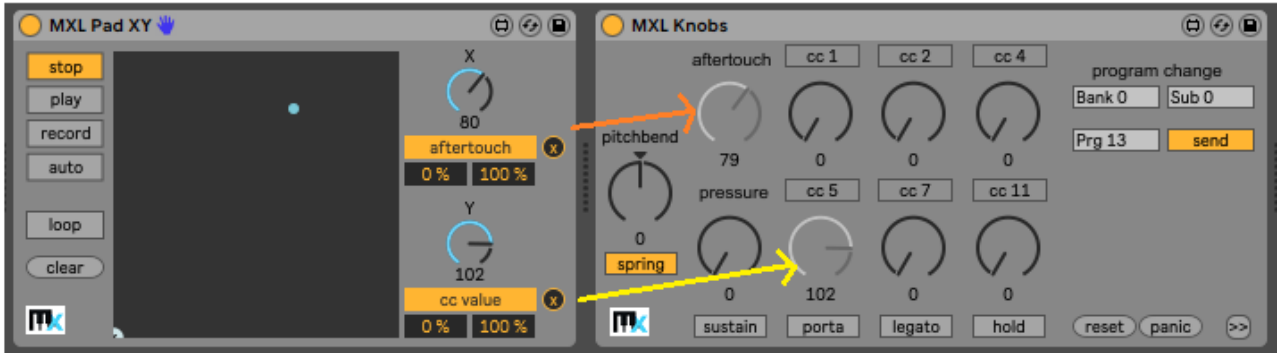 MXL Pad XY
stop
play
record
auto
loop
clear
X
80
aftertouch x
0 % 100 %
Y
102
cc value x
0 % 100 %
MX
MXL Knobs
pitchbend
0
spring
aftertouch cc 1 cc 2 cc 4
79 0 0 0
pressure cc 5 cc 7 cc 11
0 102 0 0
sustain porta legato hold
program change
Bank 0 Sub 0
Prg 13 send
reset panic >>
MX